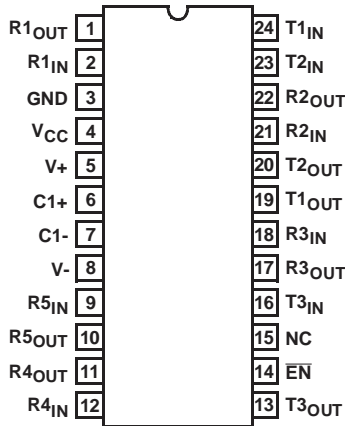 R1OUT 1 24 T1IN
R1IN 2 23 T2IN
GND 3 22 R2OUT
VCC 4 21 R2IN
V+ 5 20 T2OUT
C1+ 6 19 T1OUT
C1- 7 18 R3IN
V- 8 17 R3OUT
R5IN 9 16 T3IN
R5OUT 10 15 NC
R4OUT 11 14 EN
R4IN 12 13 T3OUT